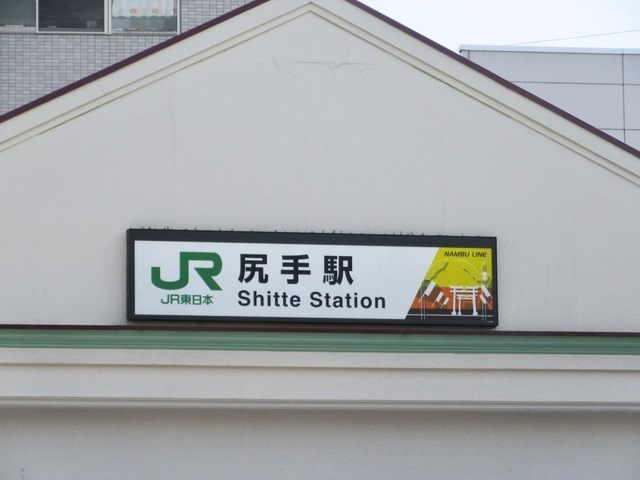 JR
JR東日本
尻手駅
Shitte Station
NAMBU LINE